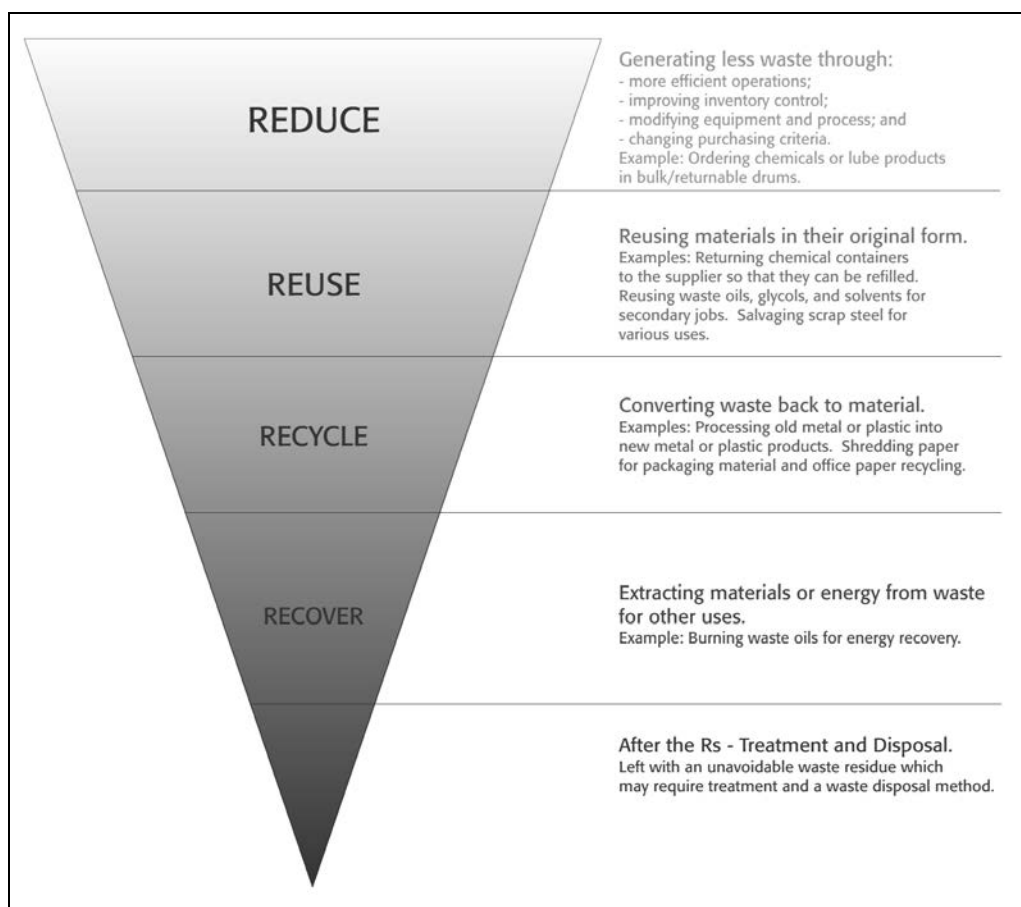 REDUCE
Generating less waste through:
- more efficient operations;
- improving inventory control;
- modifying equipment and process; and
- changing purchasing criteria.
Example: Ordering chemicals or lube products
in bulk/returnable drums.
REUSE
Reusing materials in their original form.
Examples: Returning chemical containers
to the supplier so that they can be refilled.
Reusing waste oils, glycols, and solvents for
secondary jobs. Salvaging scrap steel for
various uses.
RECYCLE
Converting waste back to material.
Examples: Processing old metal or plastic into
new metal or plastic products. Shredding paper
for packaging material and office paper recycling.
RECOVER
Extracting materials or energy from waste
for other uses.
Example: Burning waste oils for energy recovery.
After the Rs - Treatment and Disposal.
Left with an unavoidable waste residue which
may require treatment and a waste disposal method.